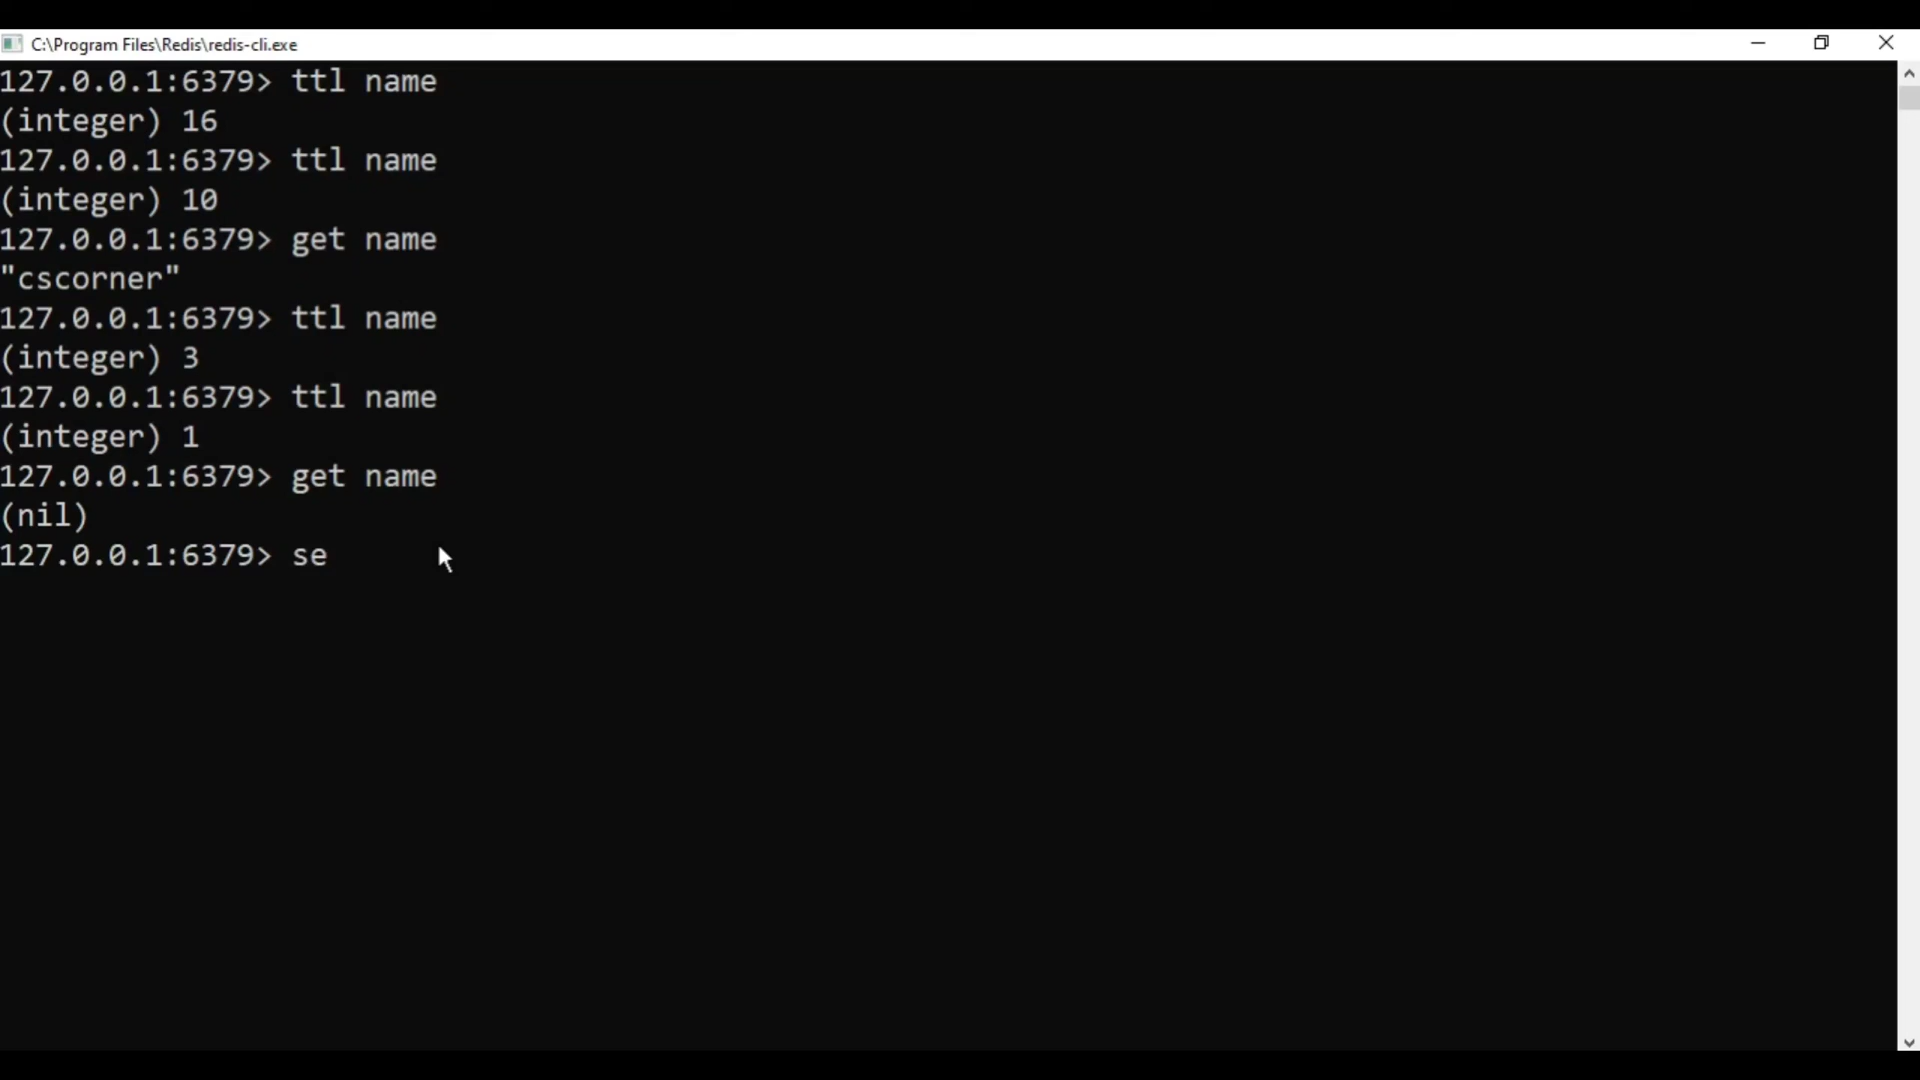 C:\Program Files\Redis\redis-cli.exe
127.0.0.1:6379> ttl name
(integer) 16
127.0.0.1:6379> ttl name
(integer) 10
127.0.0.1:6379> get name
"cscorner"
127.0.0.1:6379> ttl name
(integer) 3
127.0.0.1:6379> ttl name
(integer) 1
127.0.0.1:6379> get name
(nil)
127.0.0.1:6379> se